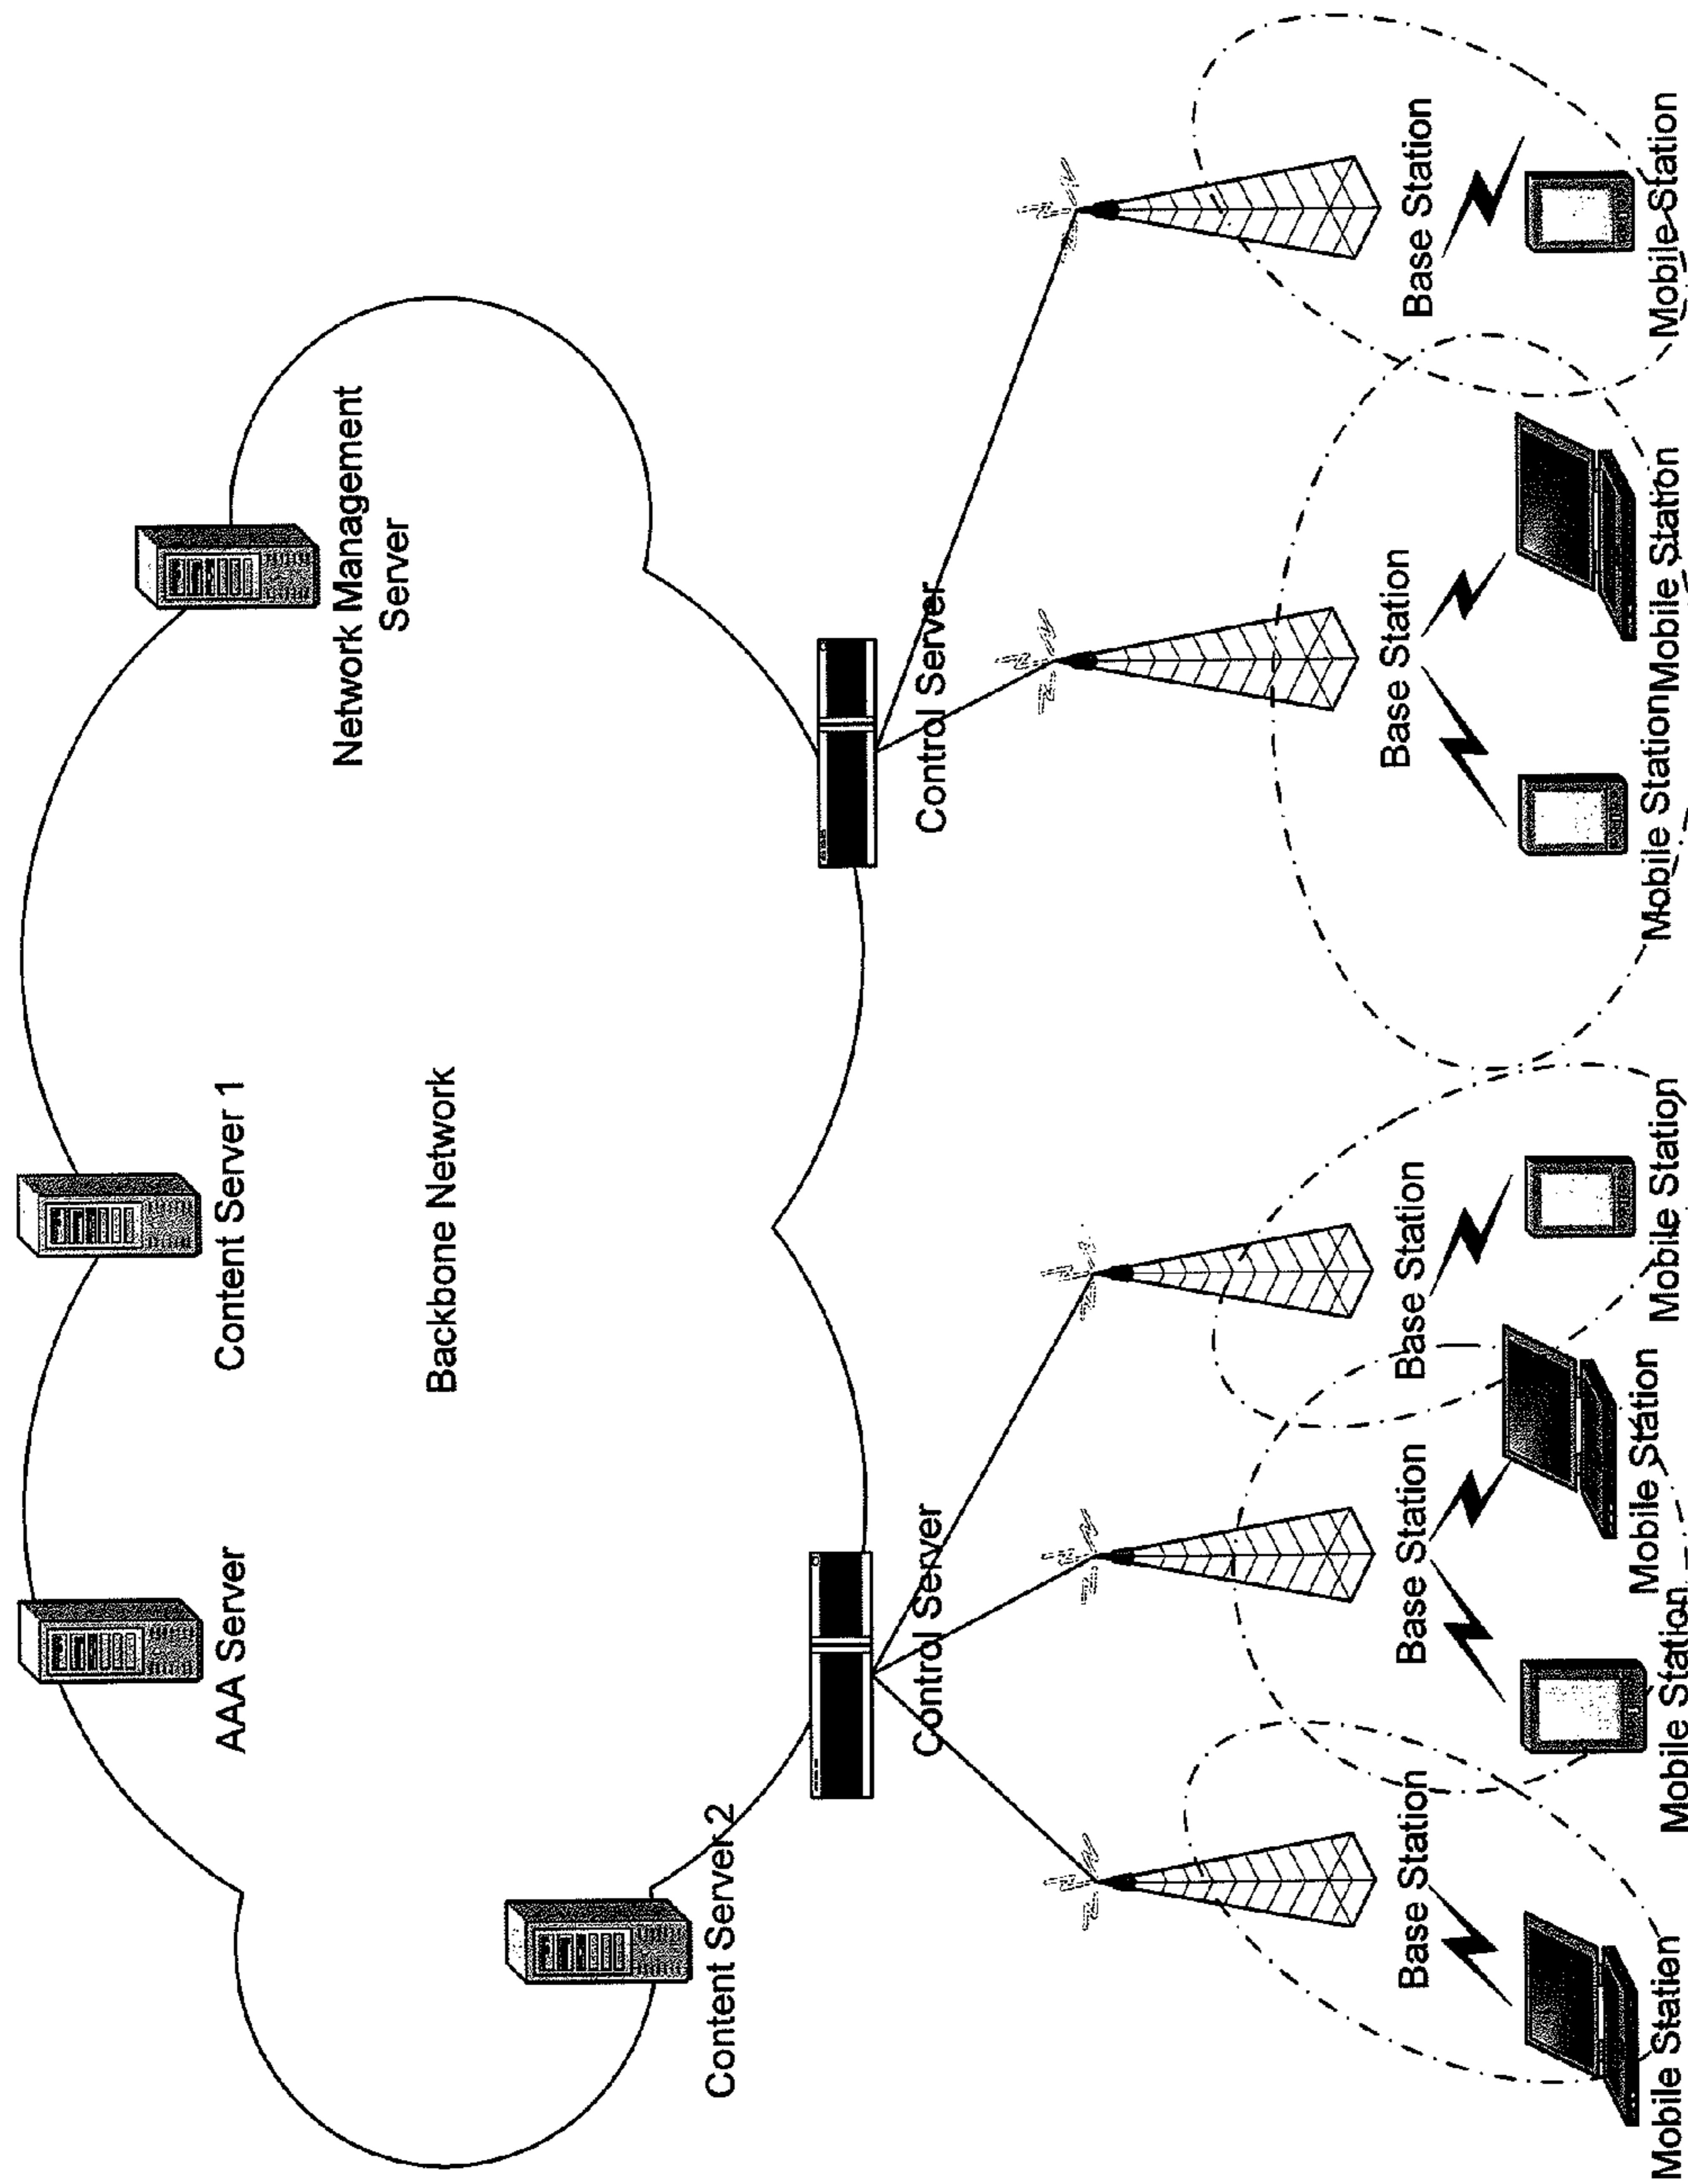 AAA Server
Content Server 1
Network Management
Server
Backbone Network
Content Server 2
Control Server
Control Server
Base Station
Base Station
Base Station
Base Station
Base Station
Mobile Station
Mobile Station
Mobile Station
Mobile Station
Mobile Station
Mobile Station
Mobile Station